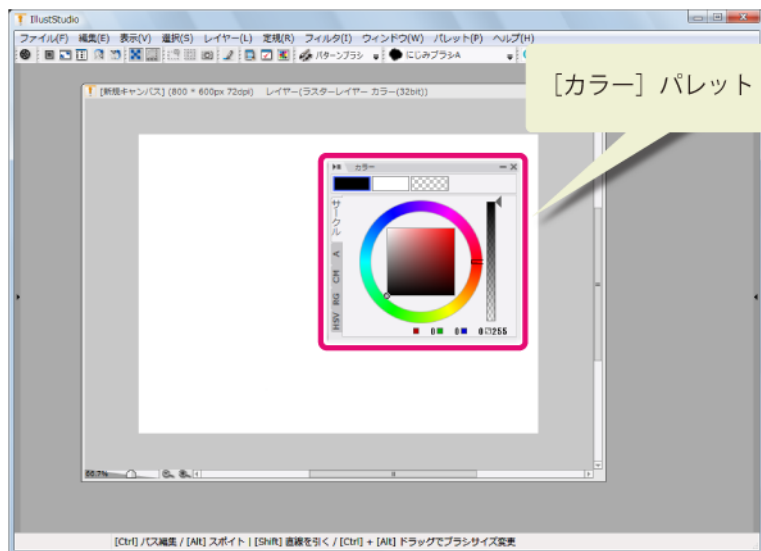 IllustStudio
ファイル(F) 編集(E) 表示(V) 選択(S) レイヤー(L) 定規(R) フィルタ(I) ウィンドウ(W) パレット(P) ヘルプ(H)
パターンブラシ にじみブラシA
[カラー] パレット
[新規キャンバス] (800 * 600px 72dpi) レイヤー(ラスターレイヤー カラー(32bit))
カラー
サークル
A
CM
RG
HSV
0 0 0 255
[Ctrl] パス編集 / [Alt] スポイト | [Shift] 直線を引く / [Ctrl] + [Alt] ドラッグでブラシサイズ変更